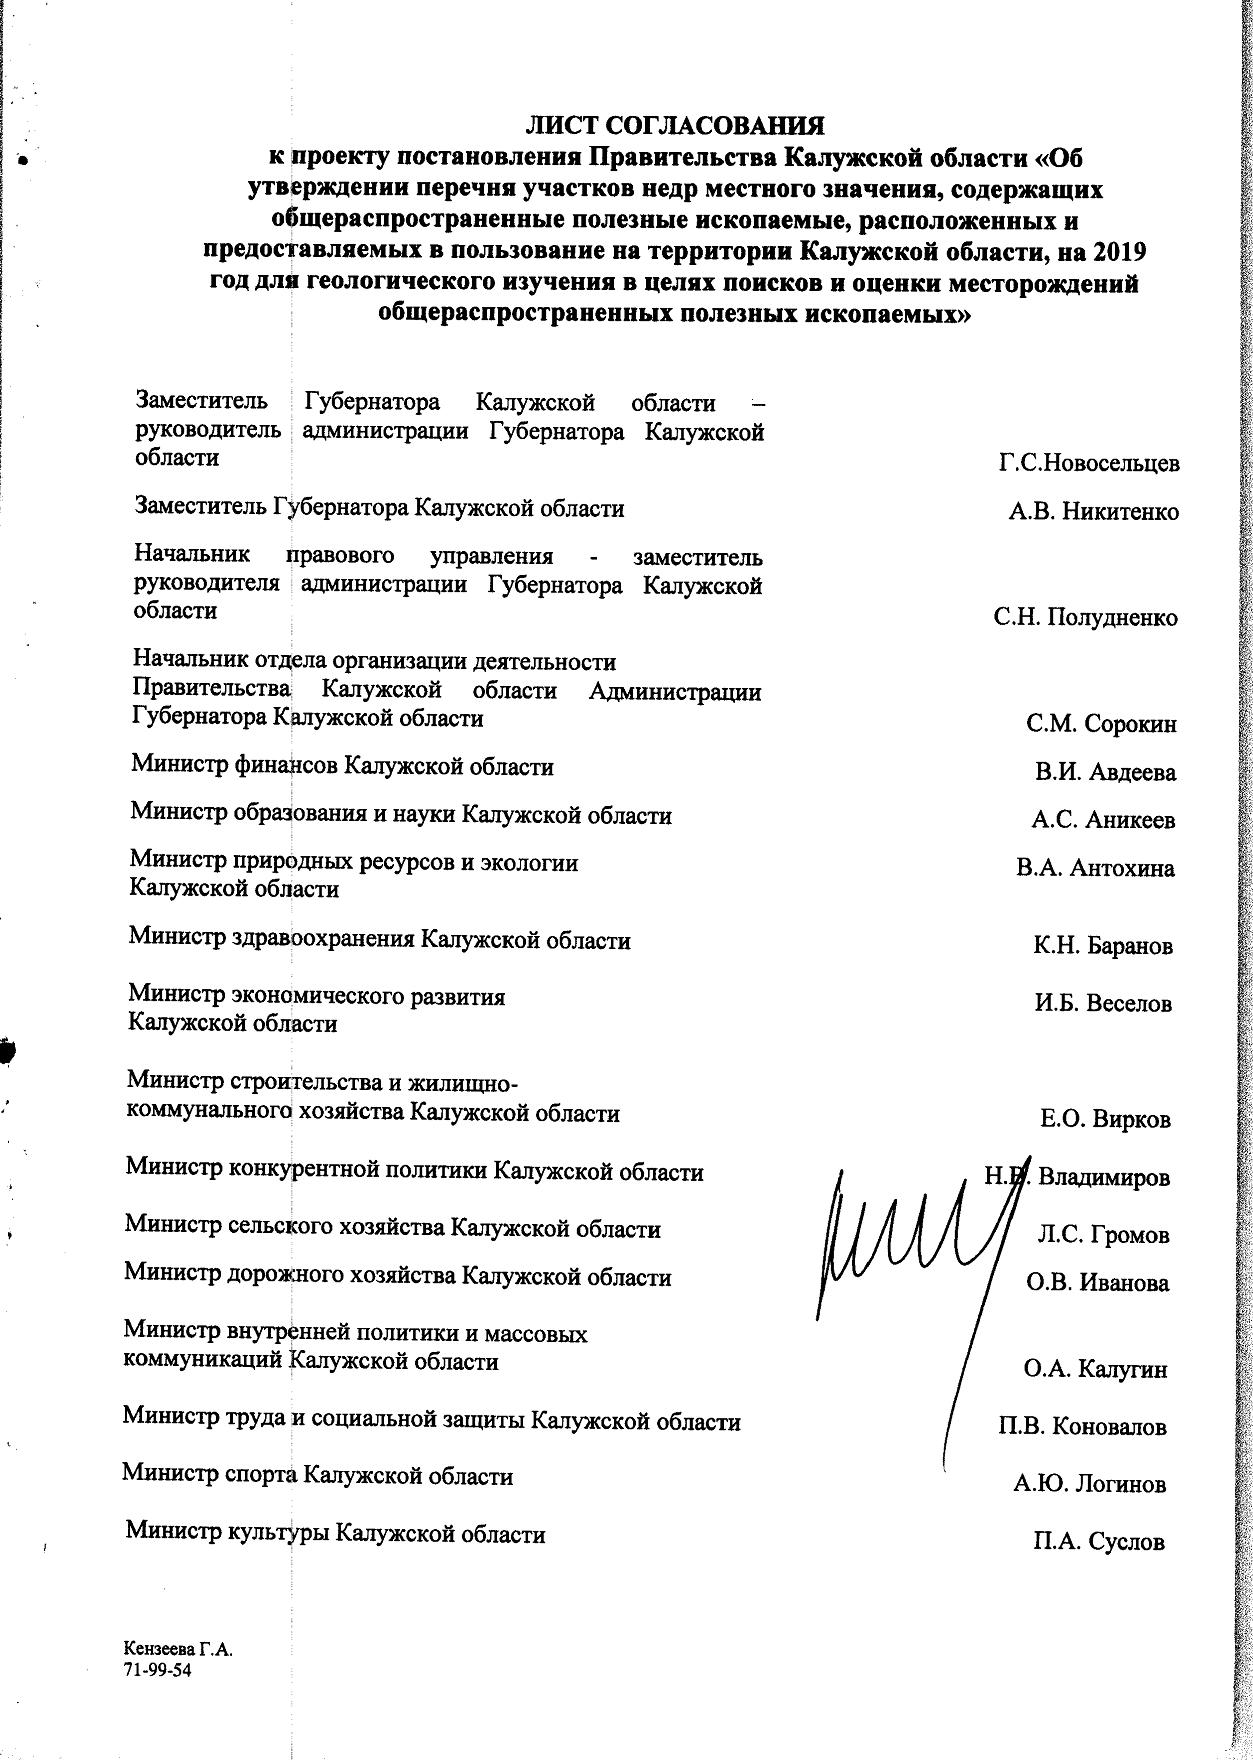 ЛИСТ СОГЛАСОВАНИЯ
к проекту постановления Правительства Калужской области «Об
утверждении перечня участков недр местного значения, содержащих
общераспространенные полезные ископаемые, расположенных и
предоставляемых в пользование на территории Калужской области, на 2019
год для геологического изучения в целях поисков и оценки месторождений
общераспространенных полезных ископаемых»
Заместитель Губернатора Калужской области –
руководитель администрации Губернатора Калужской
области
Г.С.Новосельцев
Заместитель Губернатора Калужской области
А.В. Никитенко
Начальник правового управления - заместитель
руководителя администрации Губернатора Калужской
области
С.Н. Полудненко
Начальник отдела организации деятельности
Правительства Калужской области Администрации
Губернатора Калужской области
С.М. Сорокин
Министр финансов Калужской области
В.И. Авдеева
Министр образования и науки Калужской области
А.С. Аникеев
Министр природных ресурсов и экологии
Калужской области
В.А. Антохина
Министр здравоохранения Калужской области
К.Н. Баранов
Министр экономического развития
Калужской области
И.Б. Веселов
Министр строительства и жилищно-
коммунального хозяйства Калужской области
Е.О. Вирков
Министр конкурентной политики Калужской области
Н.В. Владимиров
Министр сельского хозяйства Калужской области
Л.С. Громов
Министр дорожного хозяйства Калужской области
О.В. Иванова
Министр внутренней политики и массовых
коммуникаций Калужской области
О.А. Калугин
Министр труда и социальной защиты Калужской области
П.В. Коновалов
Министр спорта Калужской области
А.Ю. Логинов
Министр культуры Калужской области
П.А. Суслов
Кензеева Г.А.
71-99-54